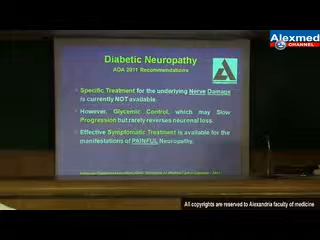 Alexmed
CHANNEL
Diabetic Neuropathy
ADA 2011 Recommendations
Specific Treatment for the underlying Nerve Damage
is currently NOT available.
However, Glycemic Control, which may Slow
Progression but rarely reverses neuronal loss.
Effective Symptomatic Treatment is available for the
manifestations of PAINFUL Neuropathy.
All copyrights are reserved to Alexandria faculty of medicine